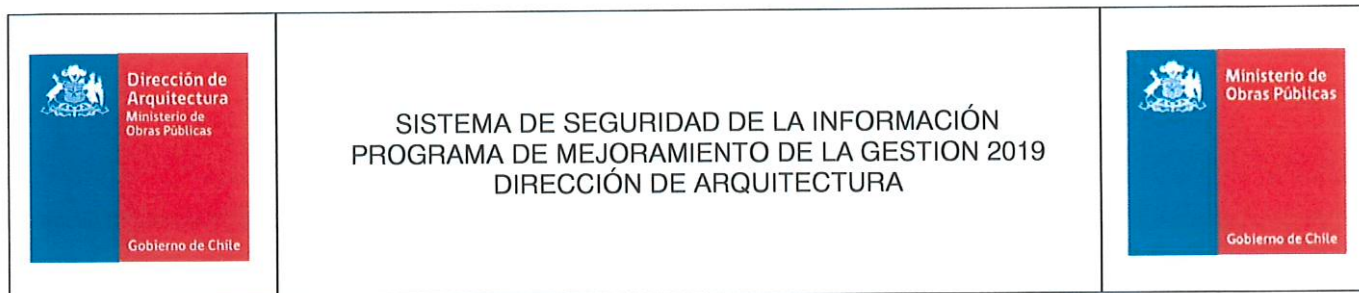 Dirección de
Arquitectura
Ministerio de
Obras Públicas
Gobierno de Chile
SISTEMA DE SEGURIDAD DE LA INFORMACIÓN
PROGRAMA DE MEJORAMIENTO DE LA GESTION 2019
DIRECCIÓN DE ARQUITECTURA
Ministerio de
Obras Públicas
Gobierno de Chile